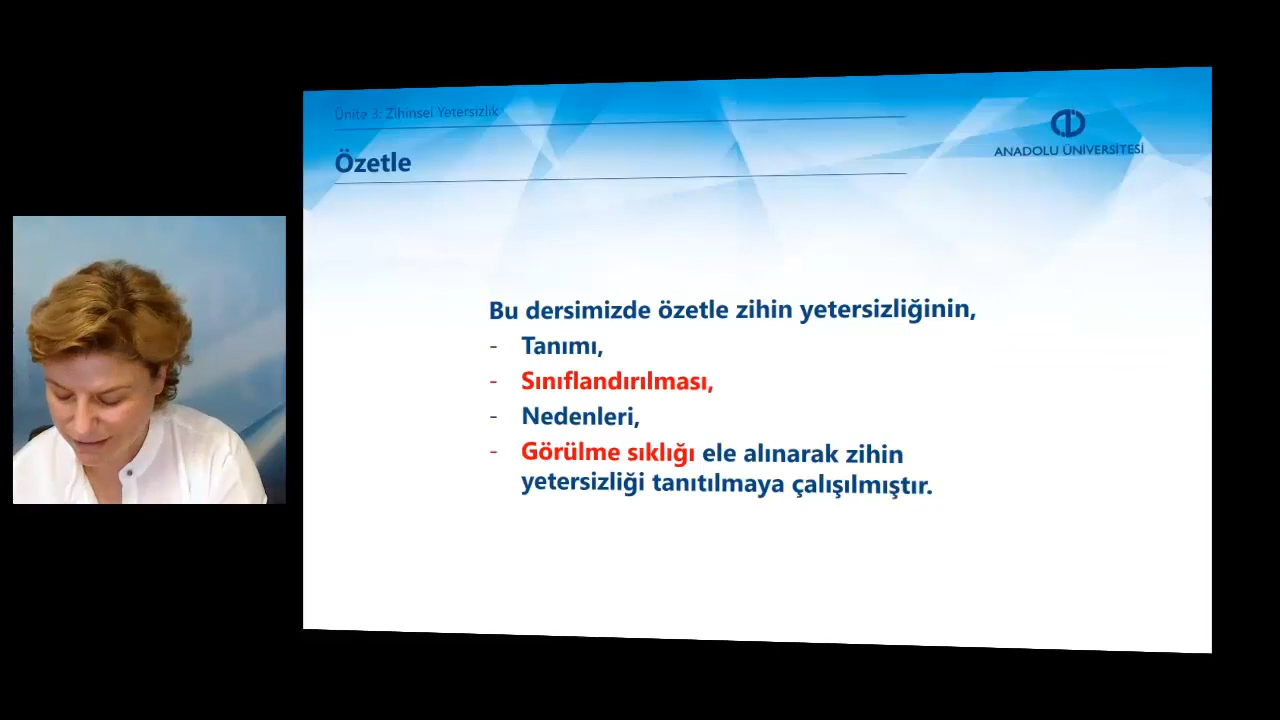 Ünite 3: Zihinsel Yetersizlik
Özetle
ANADOLU ÜNİVERSİTESİ
Bu dersimizde özetle zihin yetersizliğinin,
- Tanımı,
- Sınıflandırılması,
- Nedenleri,
- Görülme sıklığı ele alınarak zihin
yetersizliği tanıtılmaya çalışılmıştır.